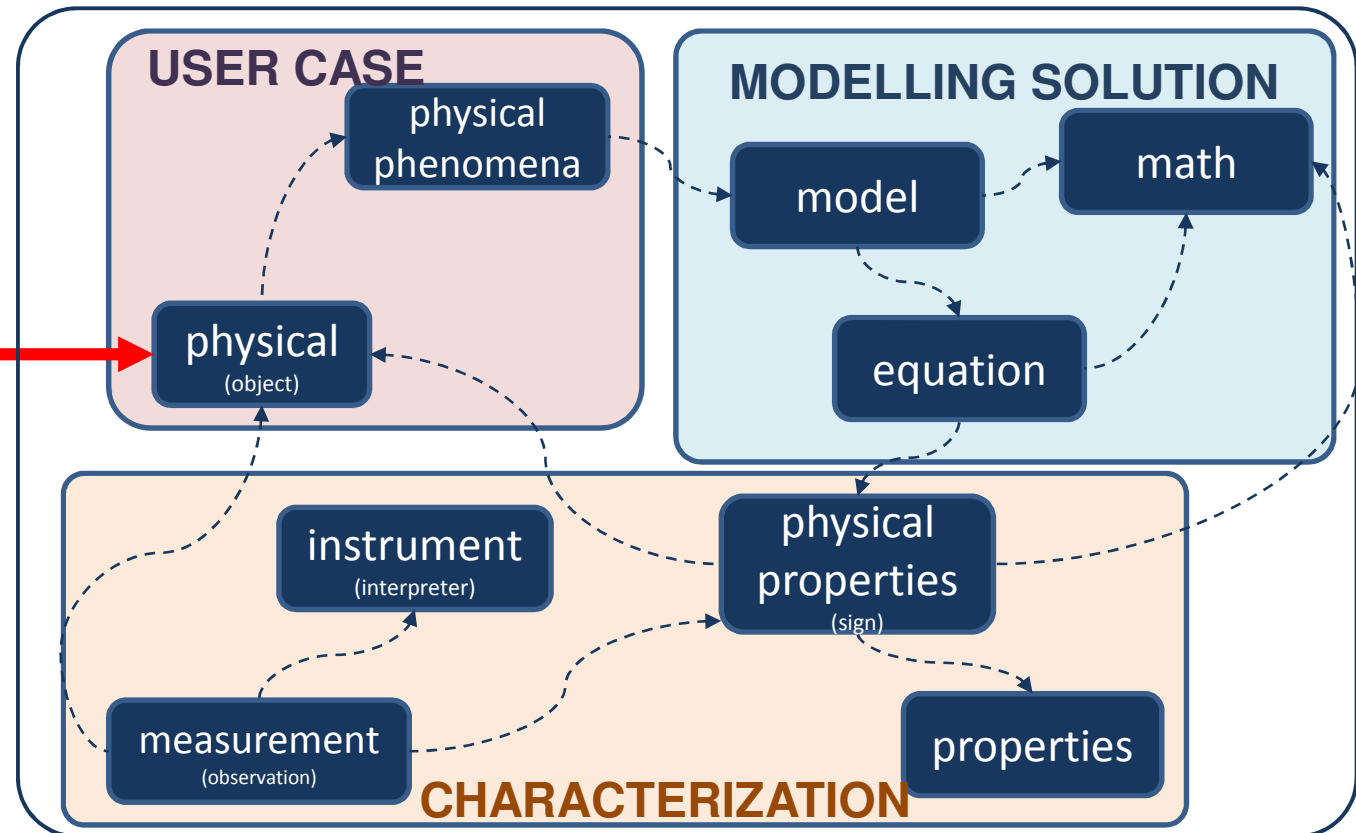 USER CASE
physical
phenomena
physical
(object)
MODELLING SOLUTION
model
math
equation
instrument
(interpreter)
physical
properties
(sign)
measurement
(observation)
properties
CHARACTERIZATION